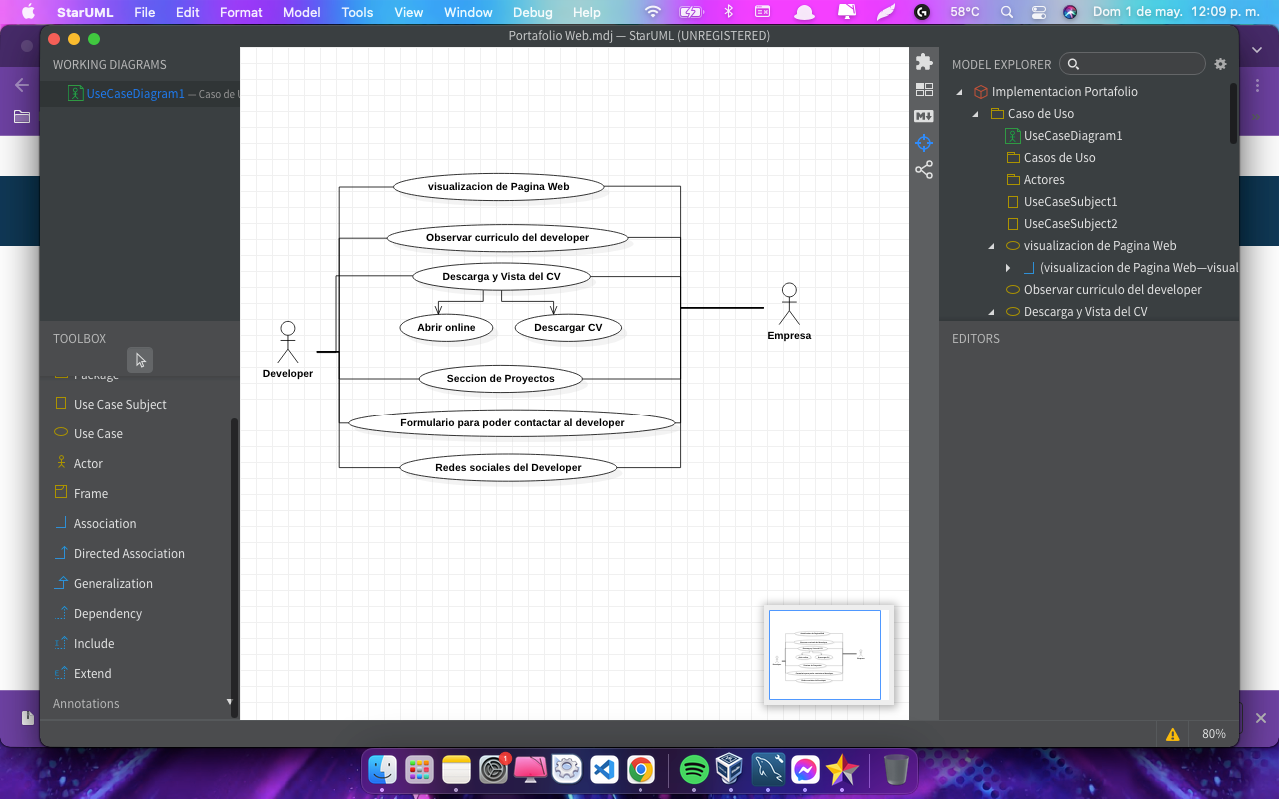 StarUML File Edit Format Model Tools View Window Debug Help 58°C Dom 1 de may. 12:09 p. m.
Portafolio Web.mdj — StarUML (UNREGISTERED)
WORKING DIAGRAMS
UseCaseDiagram1 — Caso de U
TOOLBOX
Package
Use Case Subject
Use Case
Actor
Frame
Association
Directed Association
Generalization
Dependency
Include
Extend
Annotations
visualizacion de Pagina Web
Observar curriculo del developer
Descarga y Vista del CV
Abrir online
Descargar CV
Empresa
Developer
Seccion de Proyectos
Formulario para poder contactar al developer
Redes sociales del Developer
M
MODEL EXPLORER
Implementacion Portafolio
Caso de Uso
UseCaseDiagram1
Casos de Uso
Actores
UseCaseSubject1
UseCaseSubject2
visualizacion de Pagina Web
(visualizacion de Pagina Web—visual
Observar curriculo del developer
Descarga y Vista del CV
EDITORS
80%
1